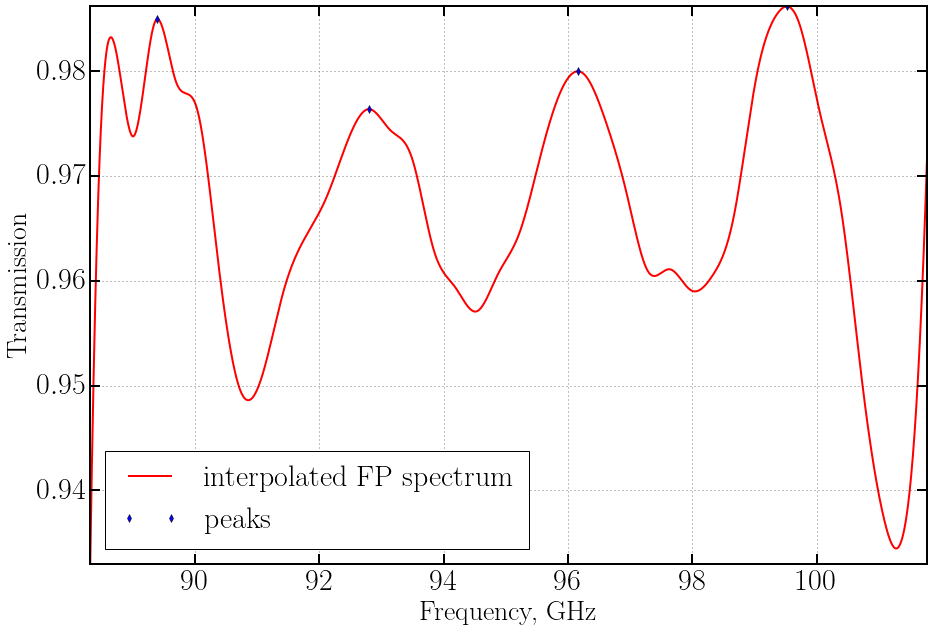 0.98
0.97
0.96
0.95
0.94
Transmission
interpolated FP spectrum
peaks
90 92 94 96 98 100
Frequency, GHz